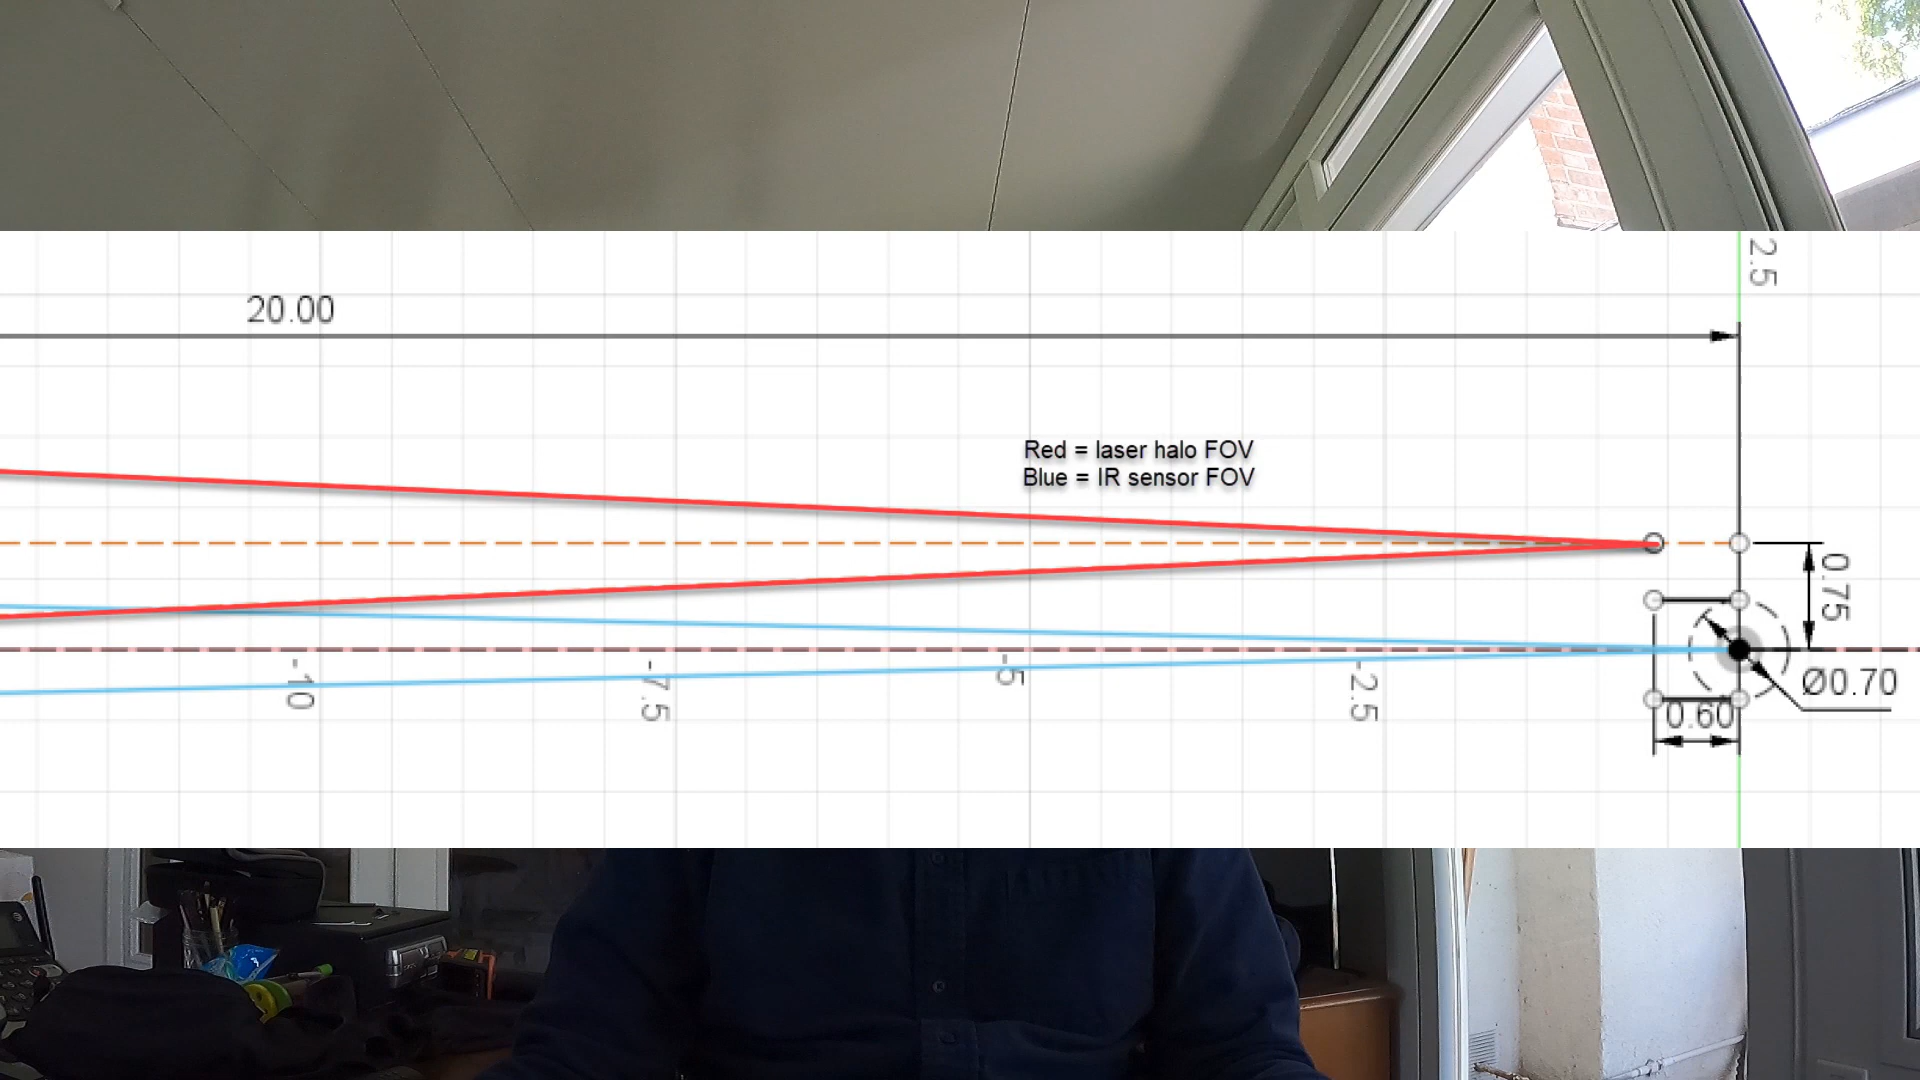 2.5
20.00
Red = laser halo FOV
Blue = IR sensor FOV
0.75
-10
-7.5
-5
-2.5
Ø0.70
0.60